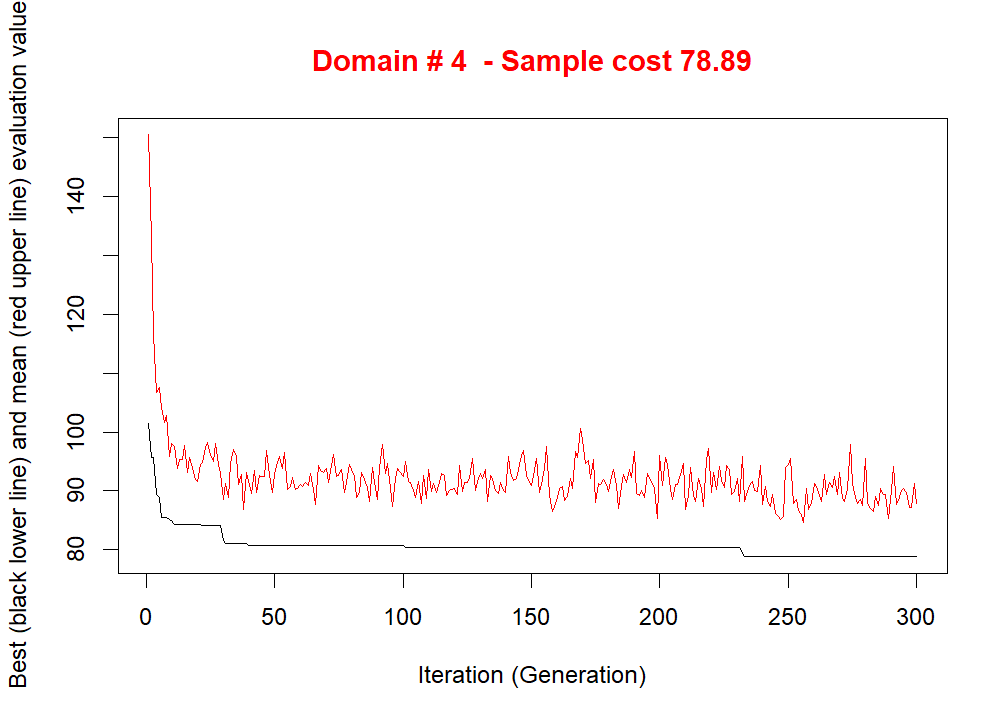 Domain # 4  - Sample cost 78.89
Best (black lower line) and mean (red upper line) evaluation value
140
120
100
90
80
0 50 100 150 200 250 300
Iteration (Generation)